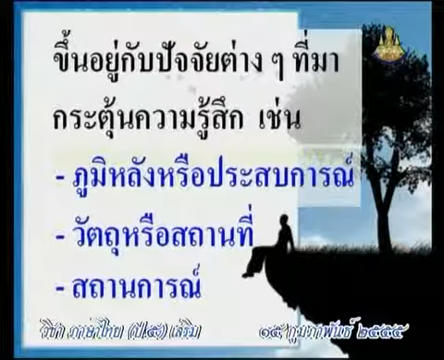 ขึ้นอยู่กับปัจจัยต่าง ๆ ที่มา
กระตุ้นความรู้สึก เช่น
- ภูมิหลังหรือประสบการณ์
- วัตถุหรือสถานที่
- สถานการณ์
วิชา ภาษาไทย (ป.๕) เสริม ๑๕ กุมภาพันธ์ ๒๕๕๔